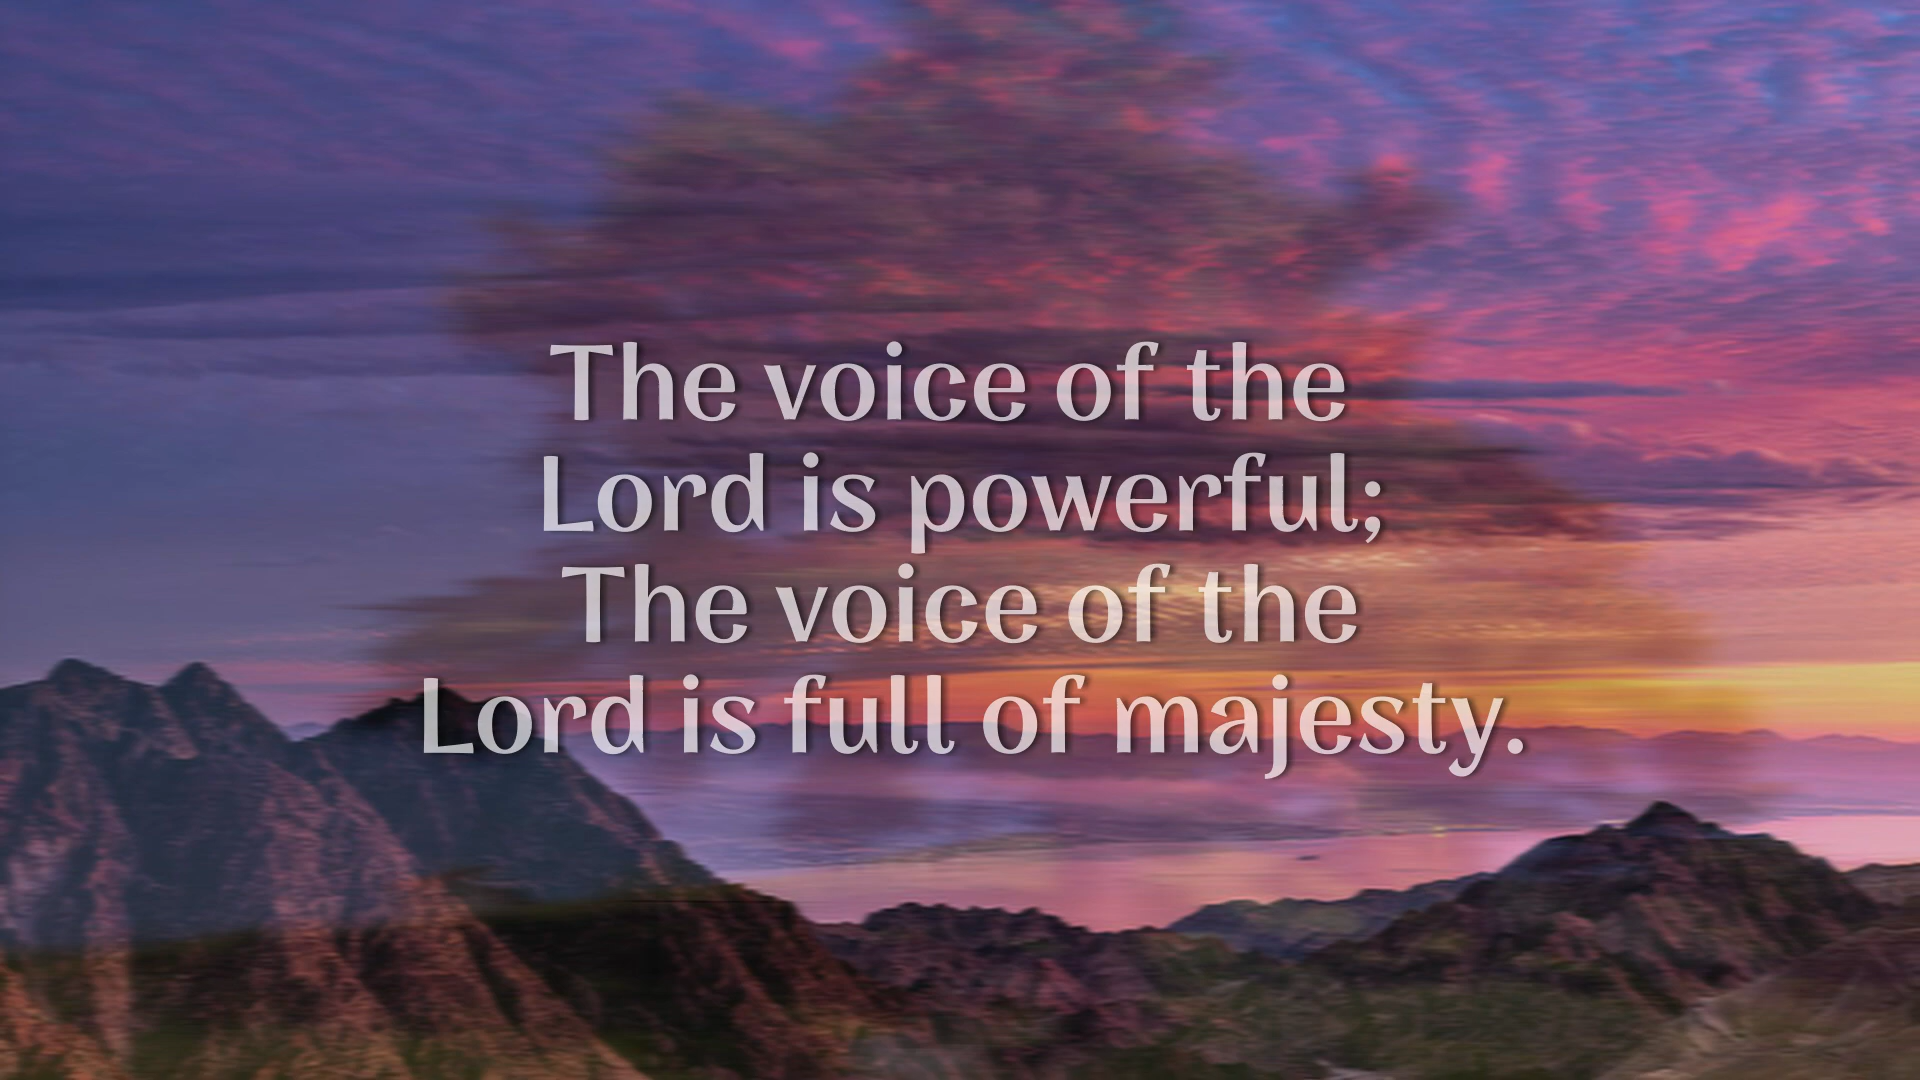 The voice of the
Lord is powerful;
The voice of the
Lord is full of majesty.